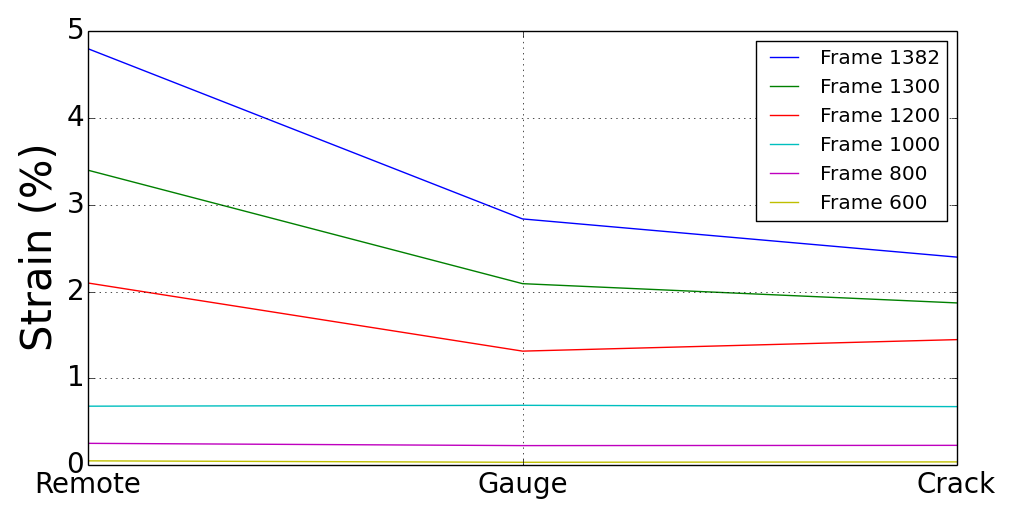 5
4
3
2
1
0
Strain (%)
Remote
Gauge
Crack
Frame 1382
Frame 1300
Frame 1200
Frame 1000
Frame 800
Frame 600